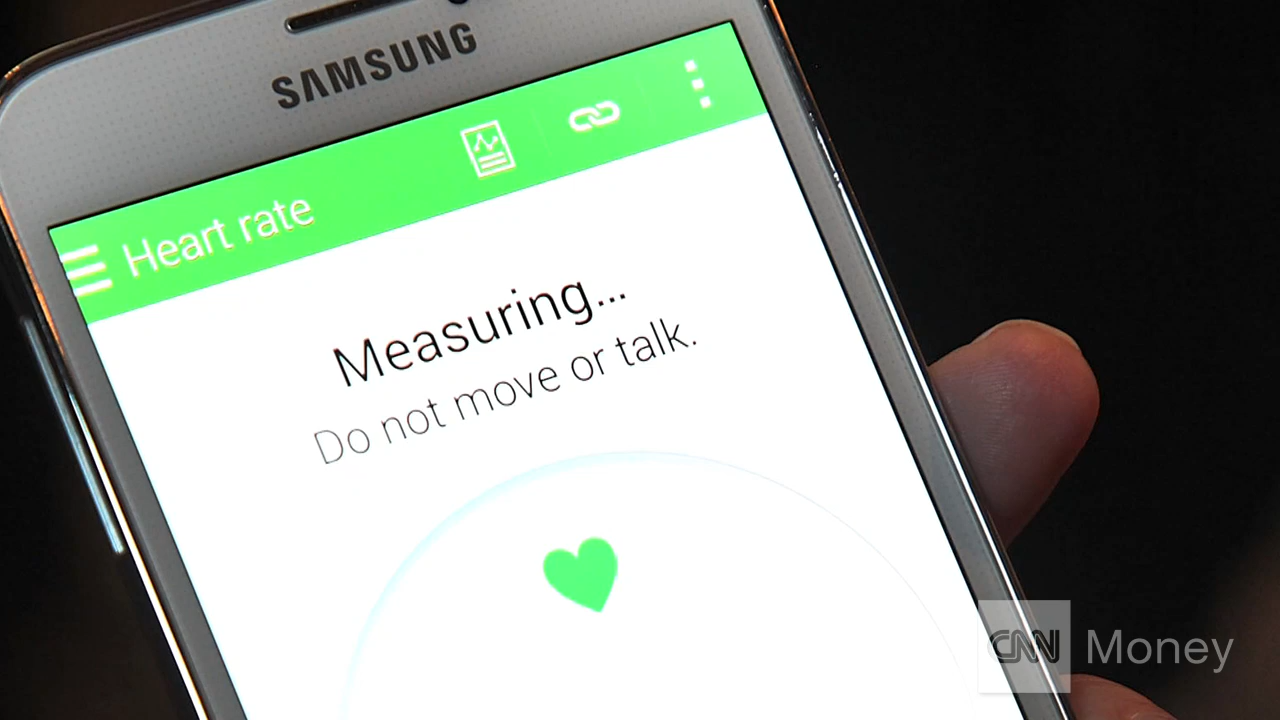 SAMSUNG
Heart rate
Measuring...
Do not move or talk.
CNN Money